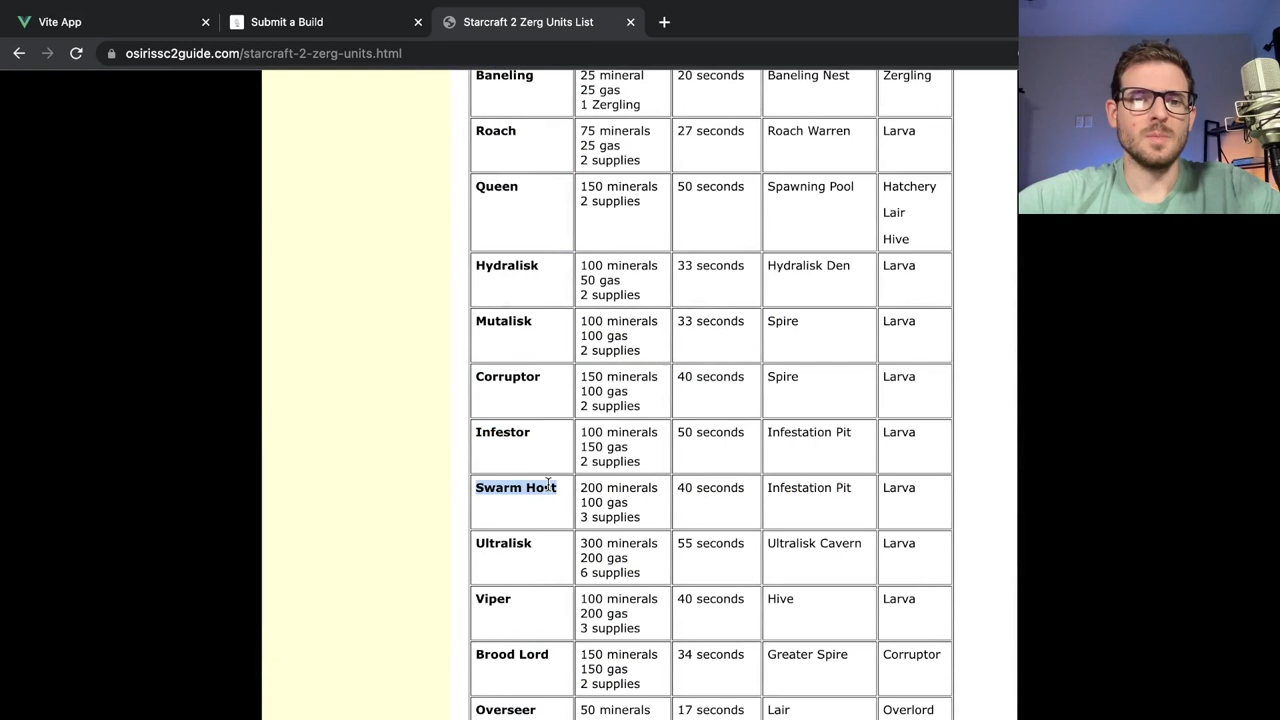 Vite App
Submit a Build
Starcraft 2 Zerg Units List
osirissc2guide.com/starcraft-2-zerg-units.html
Baneling 25 mineral 20 seconds Baneling Nest Zergling
25 gas
1 Zergling
Roach 75 minerals 27 seconds Roach Warren Larva
25 gas
2 supplies
Queen 150 minerals 50 seconds Spawning Pool Hatchery
2 supplies
Lair
Hive
Hydralisk 100 minerals 33 seconds Hydralisk Den Larva
50 gas
2 supplies
Mutalisk 100 minerals 33 seconds Spire Larva
100 gas
2 supplies
Corruptor 150 minerals 40 seconds Spire Larva
100 gas
2 supplies
Infestor 100 minerals 50 seconds Infestation Pit Larva
150 gas
2 supplies
Swarm Host 200 minerals 40 seconds Infestation Pit Larva
100 gas
3 supplies
Ultralisk 300 minerals 55 seconds Ultralisk Cavern Larva
200 gas
6 supplies
Viper 100 minerals 40 seconds Hive Larva
200 gas
3 supplies
Brood Lord 150 minerals 34 seconds Greater Spire Corruptor
150 gas
2 supplies
Overseer 50 minerals 17 seconds Lair Overlord